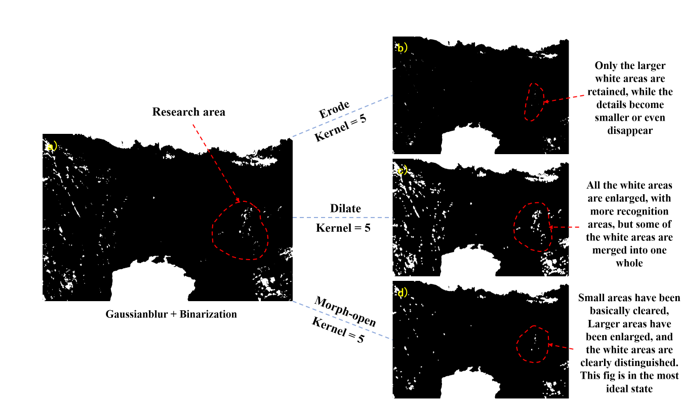 a)
Research area
Gaussianblur + Binarization
Erode
Kernel = 5
b)
Only the larger
white areas are
retained, while the
details become
smaller or even
disappear
Dilate
Kernel = 5
c)
All the white areas
are enlarged, with
more recognition
areas, but some of
the white areas are
merged into one
whole
Morph-open
Kernel = 5
d)
Small areas have been
basically cleared,
Larger areas have
been enlarged, and
the white areas are
clearly distinguished.
This fig is in the most
ideal state